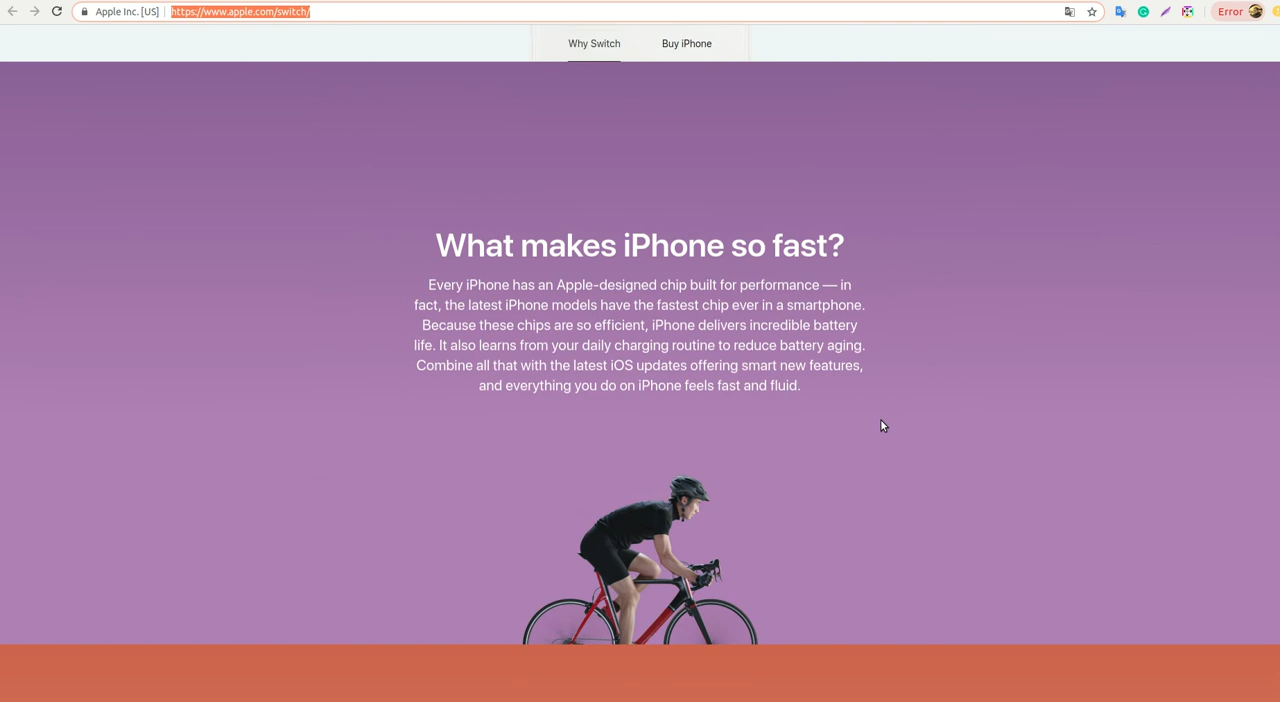 Apple Inc. [US] https://www.apple.com/switch/ Error
Why Switch Buy iPhone
What makes iPhone so fast?
Every iPhone has an Apple-designed chip built for performance — in
fact, the latest iPhone models have the fastest chip ever in a smartphone.
Because these chips are so efficient, iPhone delivers incredible battery
life. It also learns from your daily charging routine to reduce battery aging.
Combine all that with the latest iOS updates offering smart new features,
and everything you do on iPhone feels fast and fluid.